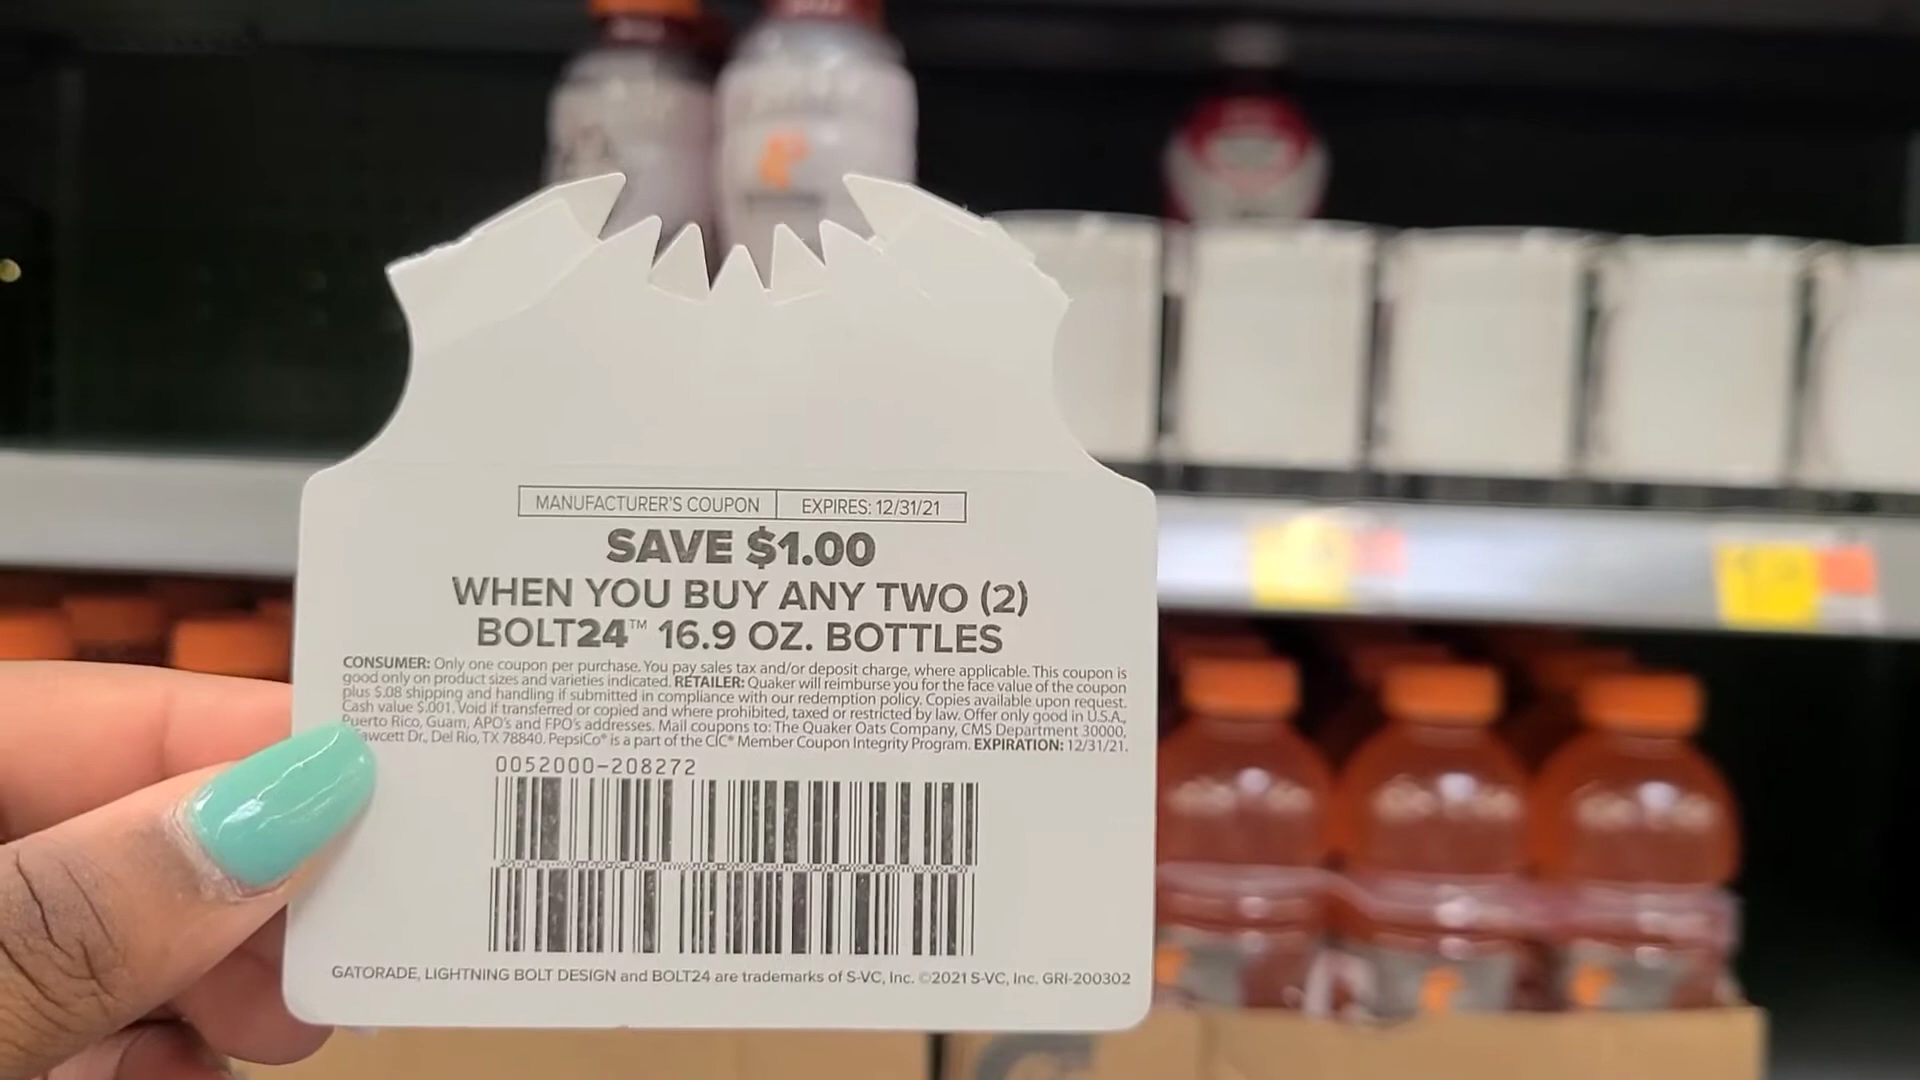 MANUFACTURER'S COUPON EXPIRES: 12/31/21
SAVE $1.00
WHEN YOU BUY ANY TWO (2)
BOLT24™ 16.9 OZ. BOTTLES
CONSUMER: Only one coupon per purchase. You pay sales tax and/or deposit charge, where applicable. This coupon is
good only on product sizes and varieties indicated. RETAILER: Quaker will reimburse you for the face value of the coupon
plus $.08 shipping and handling if submitted in compliance with our redemption policy. Copies available upon request.
Cash value $.001. Void if transferred or copied and where prohibited, taxed or restricted by law. Offer only good in U.S.A.,
Puerto Rico, Guam, APO's and FPO's addresses. Mail coupons to: The Quaker Oats Company, CMS Department 30000,
Fawcett Dr., Del Rio, TX 78840. PepsiCo® is a part of the CIC® Member Coupon Integrity Program. EXPIRATION: 12/31/21.
0052000-208272
GATORADE, LIGHTNING BOLT DESIGN and BOLT24 are trademarks of S-VC, Inc. ©2021 S-VC, Inc. GRI-200302